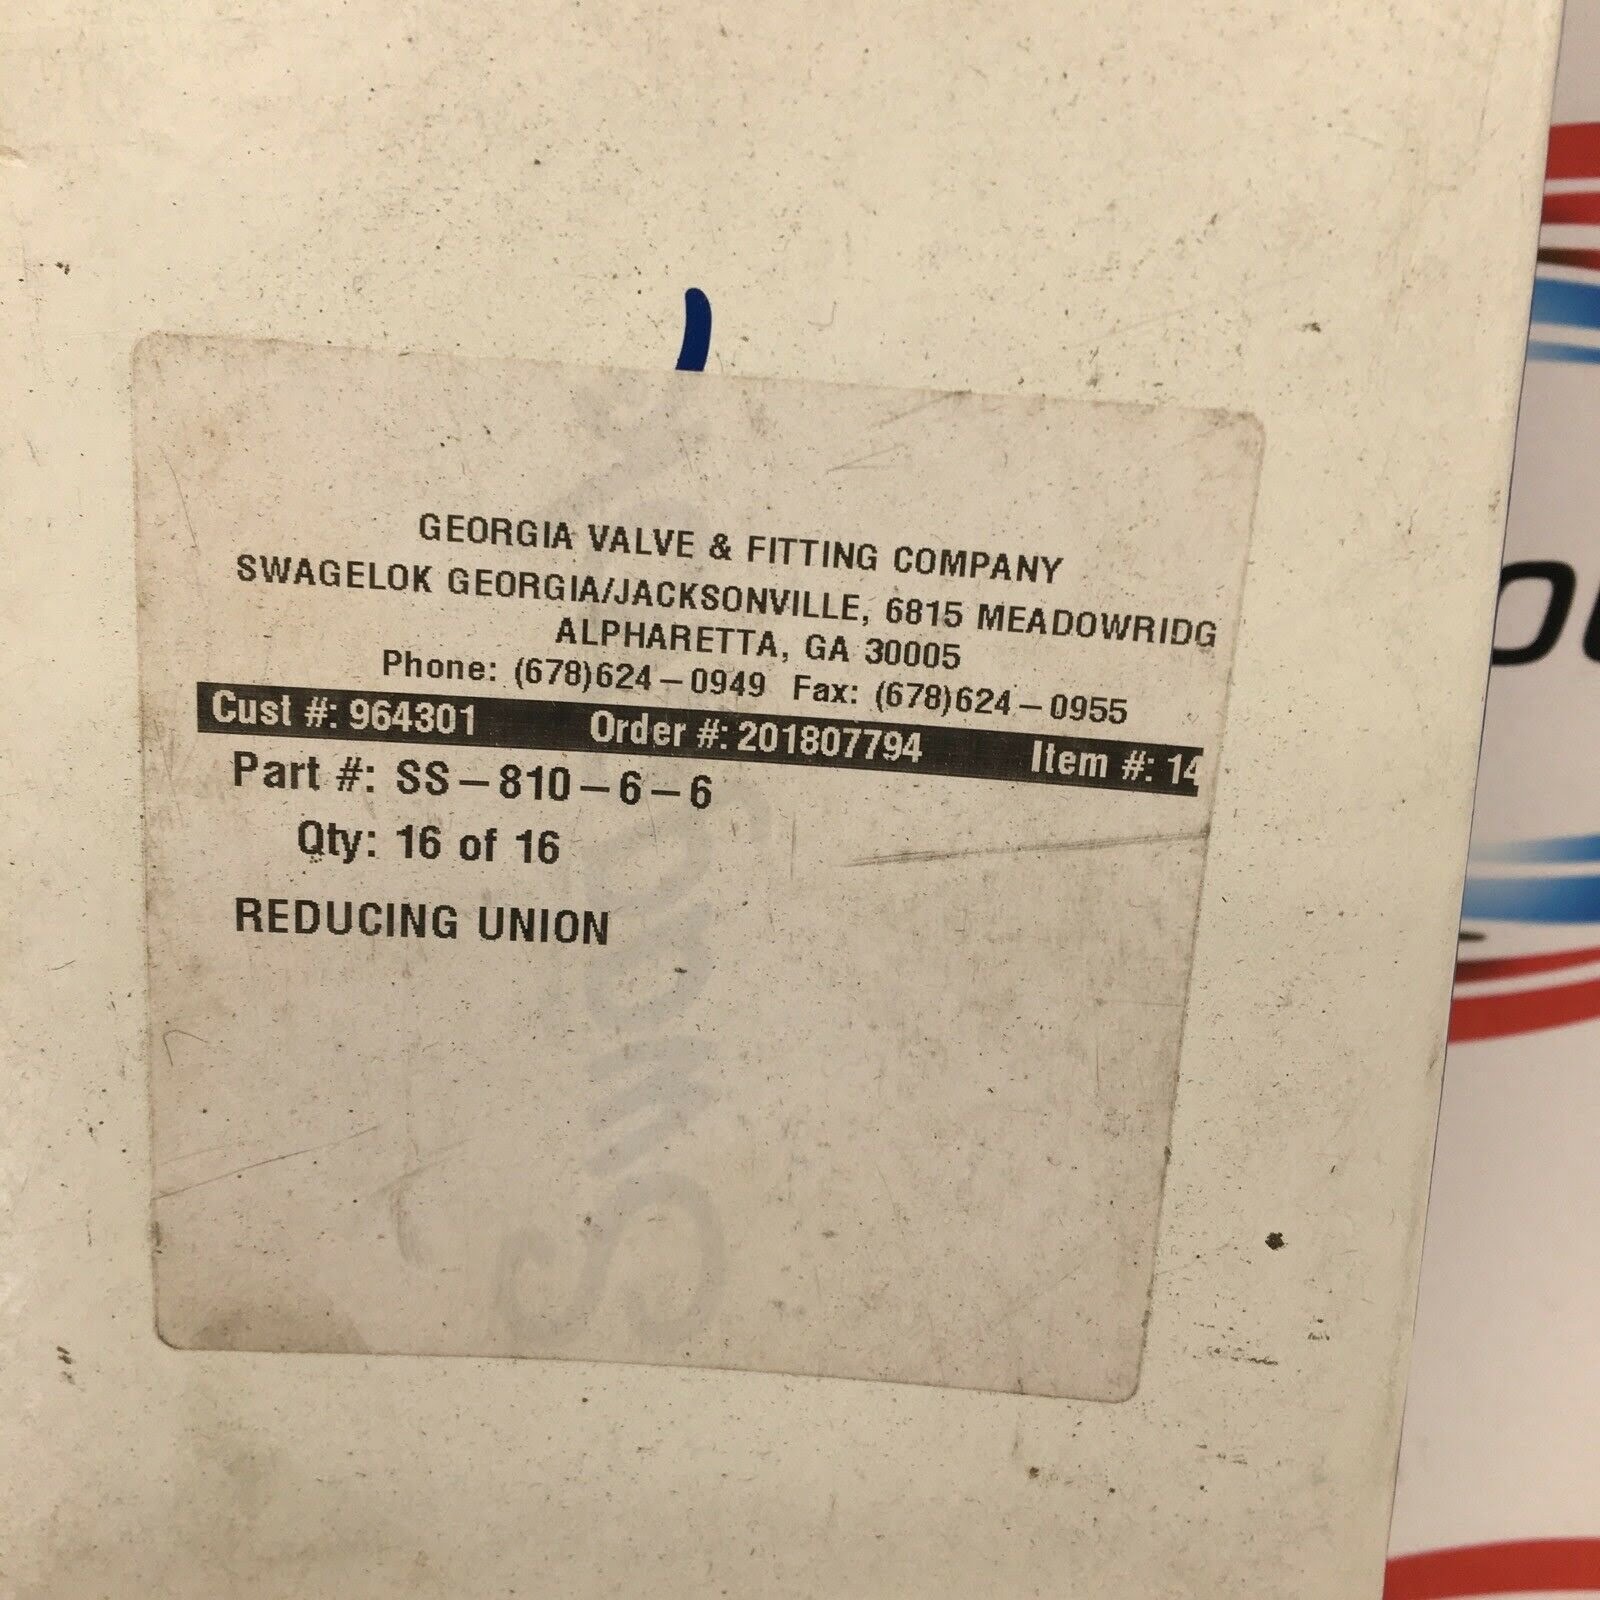 GEORGIA VALVE & FITTING COMPANY
SWAGELOK GEORGIA/JACKSONVILLE, 6815 MEADOWRIDG
ALPHARETTA, GA 30005
Phone: (678)624-0949 Fax: (678)624-0955
Cust #: 964301 Order #: 201807794 Item #: 14
Part #: SS-810-6-6
Qty: 16 of 16
REDUCING UNION